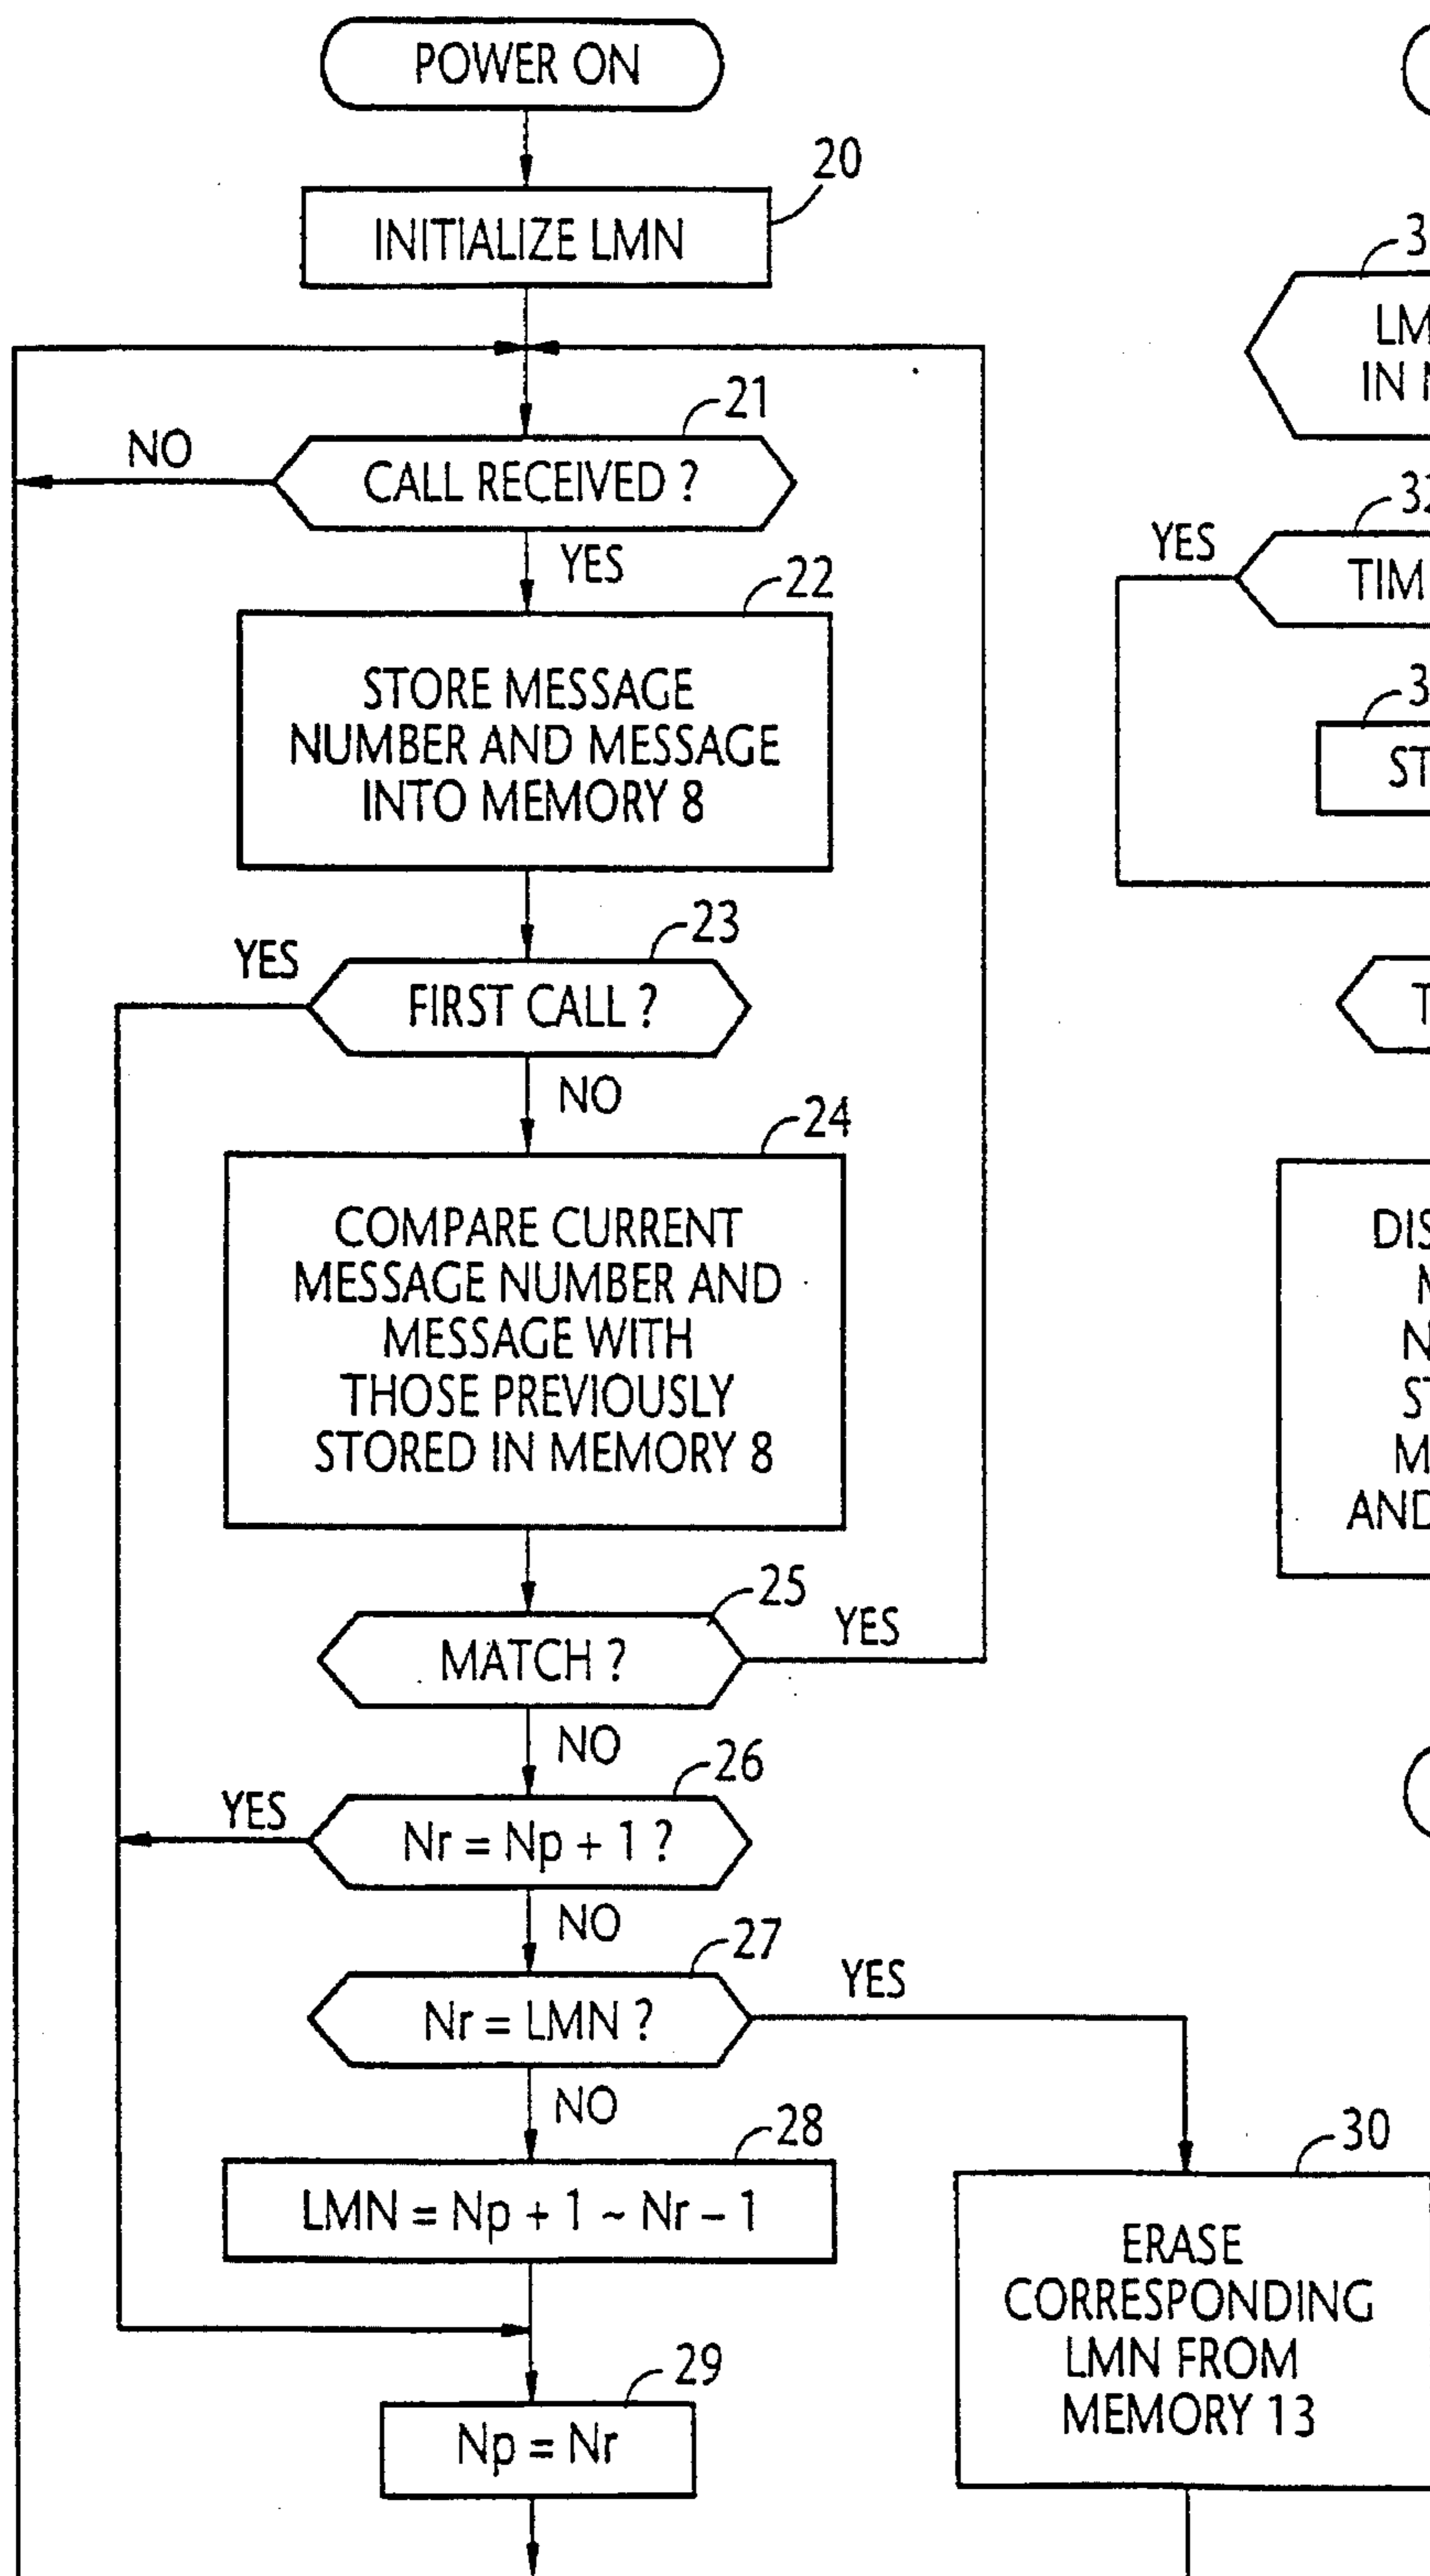 POWER ON
20
INITIALIZE LMN
21
NO
CALL RECEIVED ?
YES
22
STORE MESSAGE
NUMBER AND MESSAGE
INTO MEMORY 8
23
YES
FIRST CALL ?
NO
24
COMPARE CURRENT
MESSAGE NUMBER AND
MESSAGE WITH
THOSE PREVIOUSLY
STORED IN MEMORY 8
25
MATCH ?
YES
NO
26
YES
Nr = Np + 1 ?
NO
27
Nr = LMN ?
YES
NO
28
LMN = Np + 1 ~ Nr – 1
29
Np = Nr
30
ERASE
CORRESPONDING
LMN FROM
MEMORY 13
IN
32
YES
AND